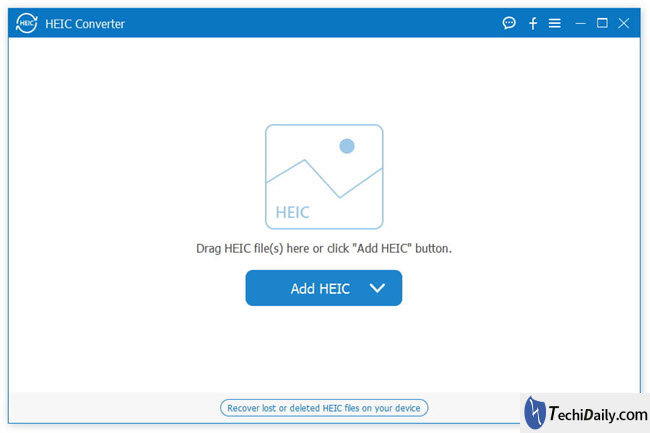 HEIC HEIC Converter
HEIC
Drag HEIC file(s) here or click "Add HEIC" button.
Add HEIC
Recover lost or deleted HEIC files on your device
TechiDaily.com